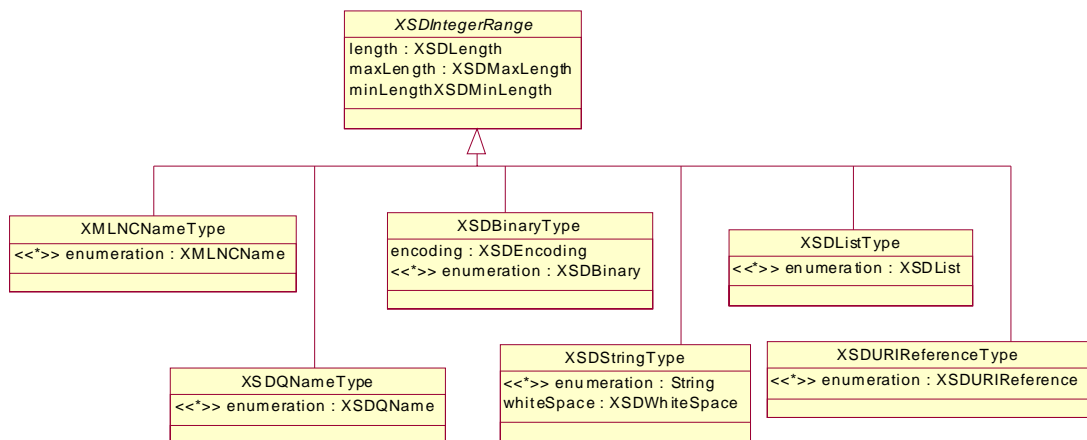 XSDIntegerRange
length : XSDLength
maxLength : XSDMaxLength
minLengthXSDMinLength
XMLNCNameType
<<*>> enumeration : XMLNCName
XSDBinaryType
encoding : XSDEncoding
<<*>> enumeration : XSDBinary
XSDListType
<<*>> enumeration : XSDList
XSDQNameType
<<*>> enumeration : XSDQName
XSDStringType
<<*>> enumeration : String
whiteSpace : XSDWhiteSpace
XSDURIReferenceType
<<*>> enumeration : XSDURIReference